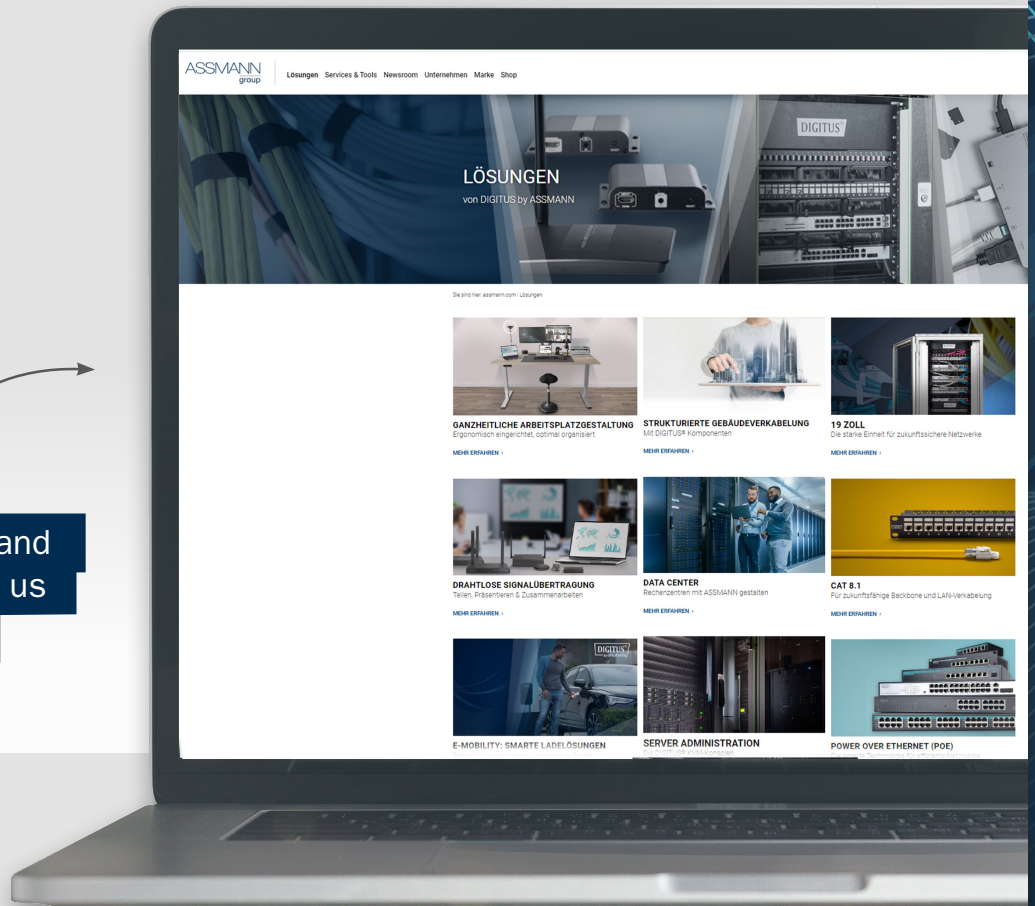 ASSMANN
group
Lösungen Services & Tools Newsroom Unternehmen Marke Shop
DIGITUS®
LÖSUNGEN
von DIGITUS by ASSMANN
Sie sind hier: assmann.com | Lösungen
GANZHEITLICHE ARBEITSPLATZGESTALTUNG
Ergonomisch eingerichtet, optimal organisiert
MEHR ERFAHREN ›
STRUKTURIERTE GEBÄUDEVERKABELUNG
Mit DIGITUS® Komponenten
MEHR ERFAHREN ›
19 ZOLL
Die starke Einheit für zukunftssichere Netzwerke
MEHR ERFAHREN ›
and
us
DRAHTLOSE SIGNALÜBERTRAGUNG
Teilen, Präsentieren & Zusammenarbeiten
MEHR ERFAHREN ›
DATA CENTER
Rechenzentren mit ASSMANN gestalten
MEHR ERFAHREN ›
CAT 8.1
Für zukunftsfähige Backbone und LAN-Verkabelung
MEHR ERFAHREN ›
DIGITUS®
E-MOBILITY: SMARTE LADELÖSUNGEN
SERVER ADMINISTRATION
Die DIGITUS® KVM-Konsolen
POWER OVER ETHERNET (POE)